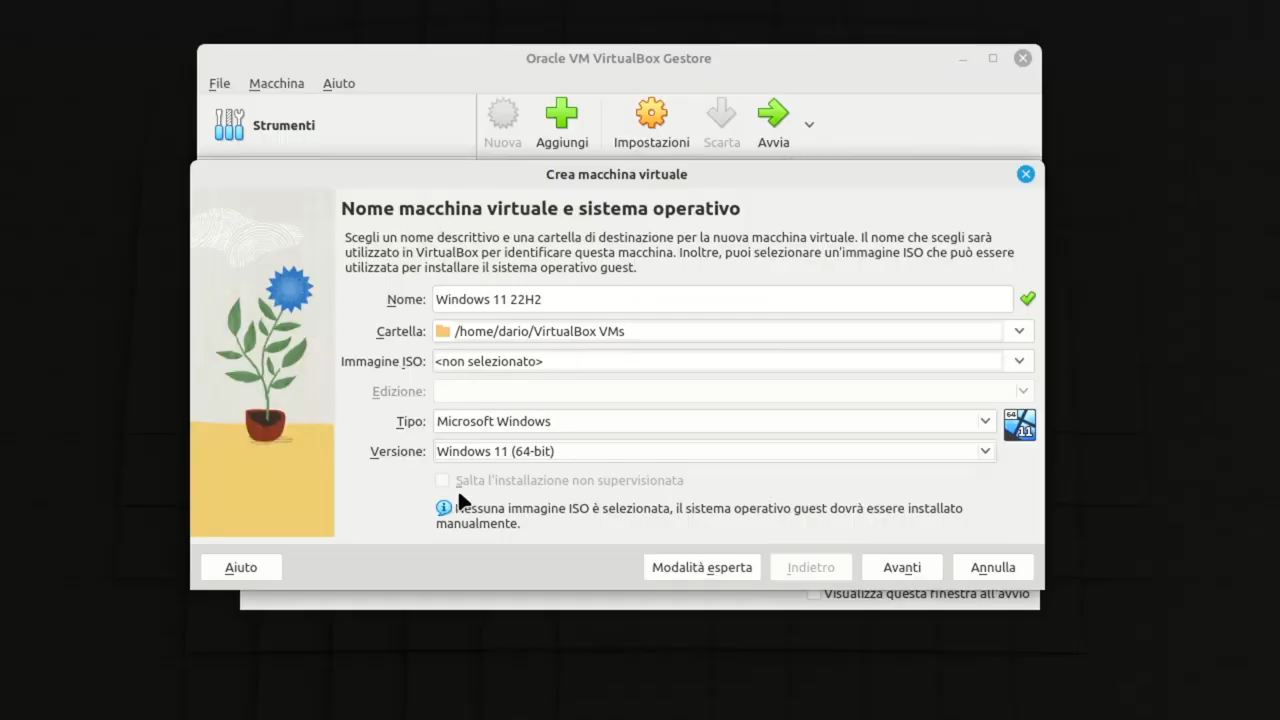 Oracle VM VirtualBox Gestore
File Macchina Aiuto
Strumenti
Nuova Aggiungi Impostazioni Scarta Avvia
Crea macchina virtuale
Nome macchina virtuale e sistema operativo
Scegli un nome descrittivo e una cartella di destinazione per la nuova macchina virtuale. Il nome che scegli sarà
utilizzato in VirtualBox per identificare questa macchina. Inoltre, puoi selezionare un'immagine ISO che può essere
utilizzata per installare il sistema operativo guest.
Nome: Windows 11 22H2
Cartella: /home/dario/VirtualBox VMs
Immagine ISO: <non selezionato>
Edizione:
Tipo: Microsoft Windows
64
11
Versione: Windows 11 (64-bit)
Salta l'installazione non supervisionata
Nessuna immagine ISO è selezionata, il sistema operativo guest dovrà essere installato
manualmente.
Aiuto Modalità esperta Indietro Avanti Annulla
Visualizza questa finestra all'avvio